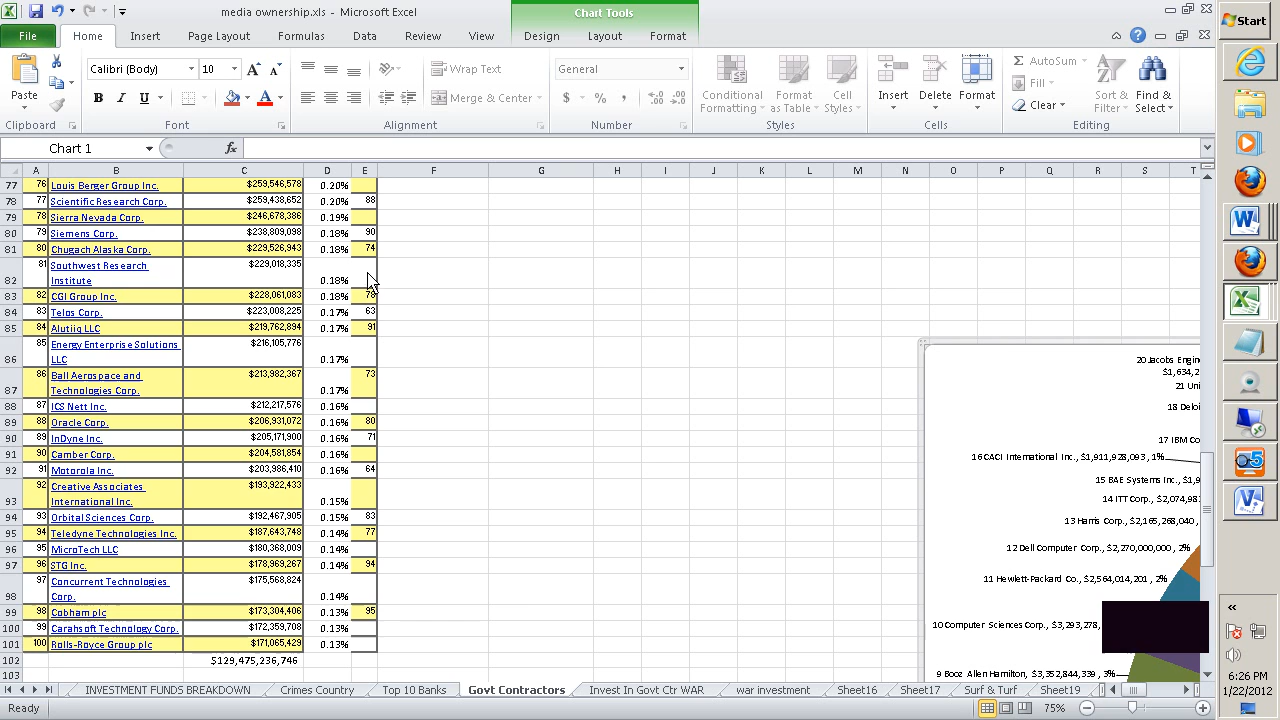 media ownership.xls - Microsoft Excel
Chart Tools
Start
File Home Insert Page Layout Formulas Data Review View Design Layout Format
Paste
Calibri (Body) 10
B I U
A
Wrap Text
Merge & Center
General
$ % ,
Conditional Formatting
Format as Table
Cell Styles
Insert
Delete
Format
AutoSum
Fill
Clear
Sort & Filter
Find & Select
Clipboard Font Alignment Number Styles Cells Editing
Chart 1 fx
A B C D E F G H I J K L M N O P Q R S T
77 76 Louis Berger Group Inc. $259,546,578 0.20%
78 77 Scientific Research Corp. $259,438,652 0.20% 88
79 78 Sierra Nevada Corp. $246,678,386 0.19%
80 79 Siemens Corp. $238,809,098 0.18% 90
81 80 Chugach Alaska Corp. $229,526,943 0.18% 74
81 Southwest Research $229,018,335
82 Institute 0.18%
83 82 CGI Group Inc. $228,061,083 0.18% 78
84 83 Telos Corp. $223,008,225 0.17% 63
85 84 Alutiiq LLC $219,762,894 0.17% 91
85 Energy Enterprise Solutions $216,105,776
86 LLC 0.17%
86 Ball Aerospace and $213,982,367 73
87 Technologies Corp. 0.17%
88 87 ICS Nett Inc. $212,217,576 0.16%
89 88 Oracle Corp. $206,931,072 0.16% 80
90 89 InDyne Inc. $205,171,900 0.16% 71
91 90 Camber Corp. $204,581,854 0.16%
92 91 Motorola Inc. $203,986,410 0.16% 64
92 Creative Associates $193,922,433
93 International Inc. 0.15%
94 93 Orbital Sciences Corp. $192,467,905 0.15% 83
95 94 Teledyne Technologies Inc. $187,643,748 0.14% 77
96 95 MicroTech LLC $180,368,009 0.14%
97 96 STG Inc. $178,969,267 0.14% 94
97 Concurrent Technologies $175,568,824
98 Corp. 0.14%
99 98 Cobham plc $173,304,406 0.13% 95
100 99 Carahsoft Technology Corp. $172,359,708 0.13%
101 100 Rolls-Royce Group plc $171,065,429 0.13%
102 $129,475,236,746
103
20 Jacobs Engin
$1,634,2
21 Uni
18 Deloi
17 IBM Co
16 CACI International Inc., $1,911,928,093, 1%
15 BAE Systems Inc., $1,9
14 ITT Corp., $2,074,98
13 Harris Corp., $2,165,268,040,
12 Dell Computer Corp., $2,270,000,000, 2%
11 Hewlett-Packard Co., $2,564,014,201, 2%
10 Computer Sciences Corp., $3,293,278,
9 Booz Allen Hamilton, $3,352,844,339, 3%
INVESTMENT FUNDS BREAKDOWN Crimes Country Top 10 Banks Govt Contractors Invest In Govt Ctr WAR war investment Sheet16 Sheet17 Surf & Turf Sheet19
Ready 75%
6:26 PM
1/22/2012